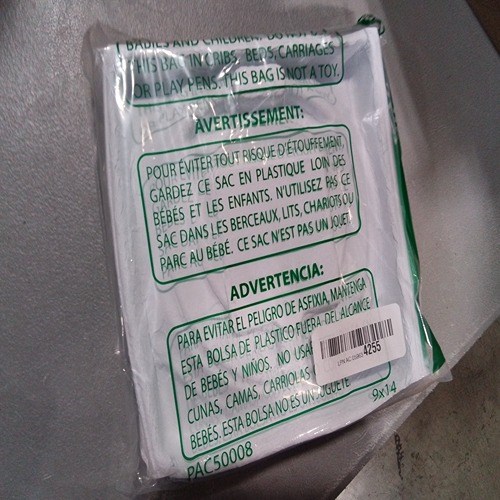 BABIES AND CHILDREN. DO NOT USE
THIS BAG IN CRIBS, BEDS, CARRIAGES
OR PLAY PENS. THIS BAG IS NOT A TOY.
AVERTISSEMENT:
POUR ÉVITER TOUT RISQUE D'ÉTOUFFEMENT,
GARDEZ CE SAC EN PLASTIQUE LOIN DES
BÉBÉS ET LES ENFANTS. N'UTILISEZ PAS CE
SAC DANS LES BERCEAUX, LITS, CHARIOTS OU
PARC AU BÉBÉ. CE SAC N'EST PAS UN JOUET.
ADVERTENCIA:
PARA EVITAR EL PELIGRO DE ASFIXIA, MANTENGA
ESTA BOLSA DE PLÁSTICO FUERA DEL ALCANCE
DE BEBÉS Y NIÑOS. NO USAR
CUNAS, CAMAS, CARRIOLAS
BEBÉS. ESTA BOLSA NO ES UN JUGUETE
4255
9x14
PAC50008